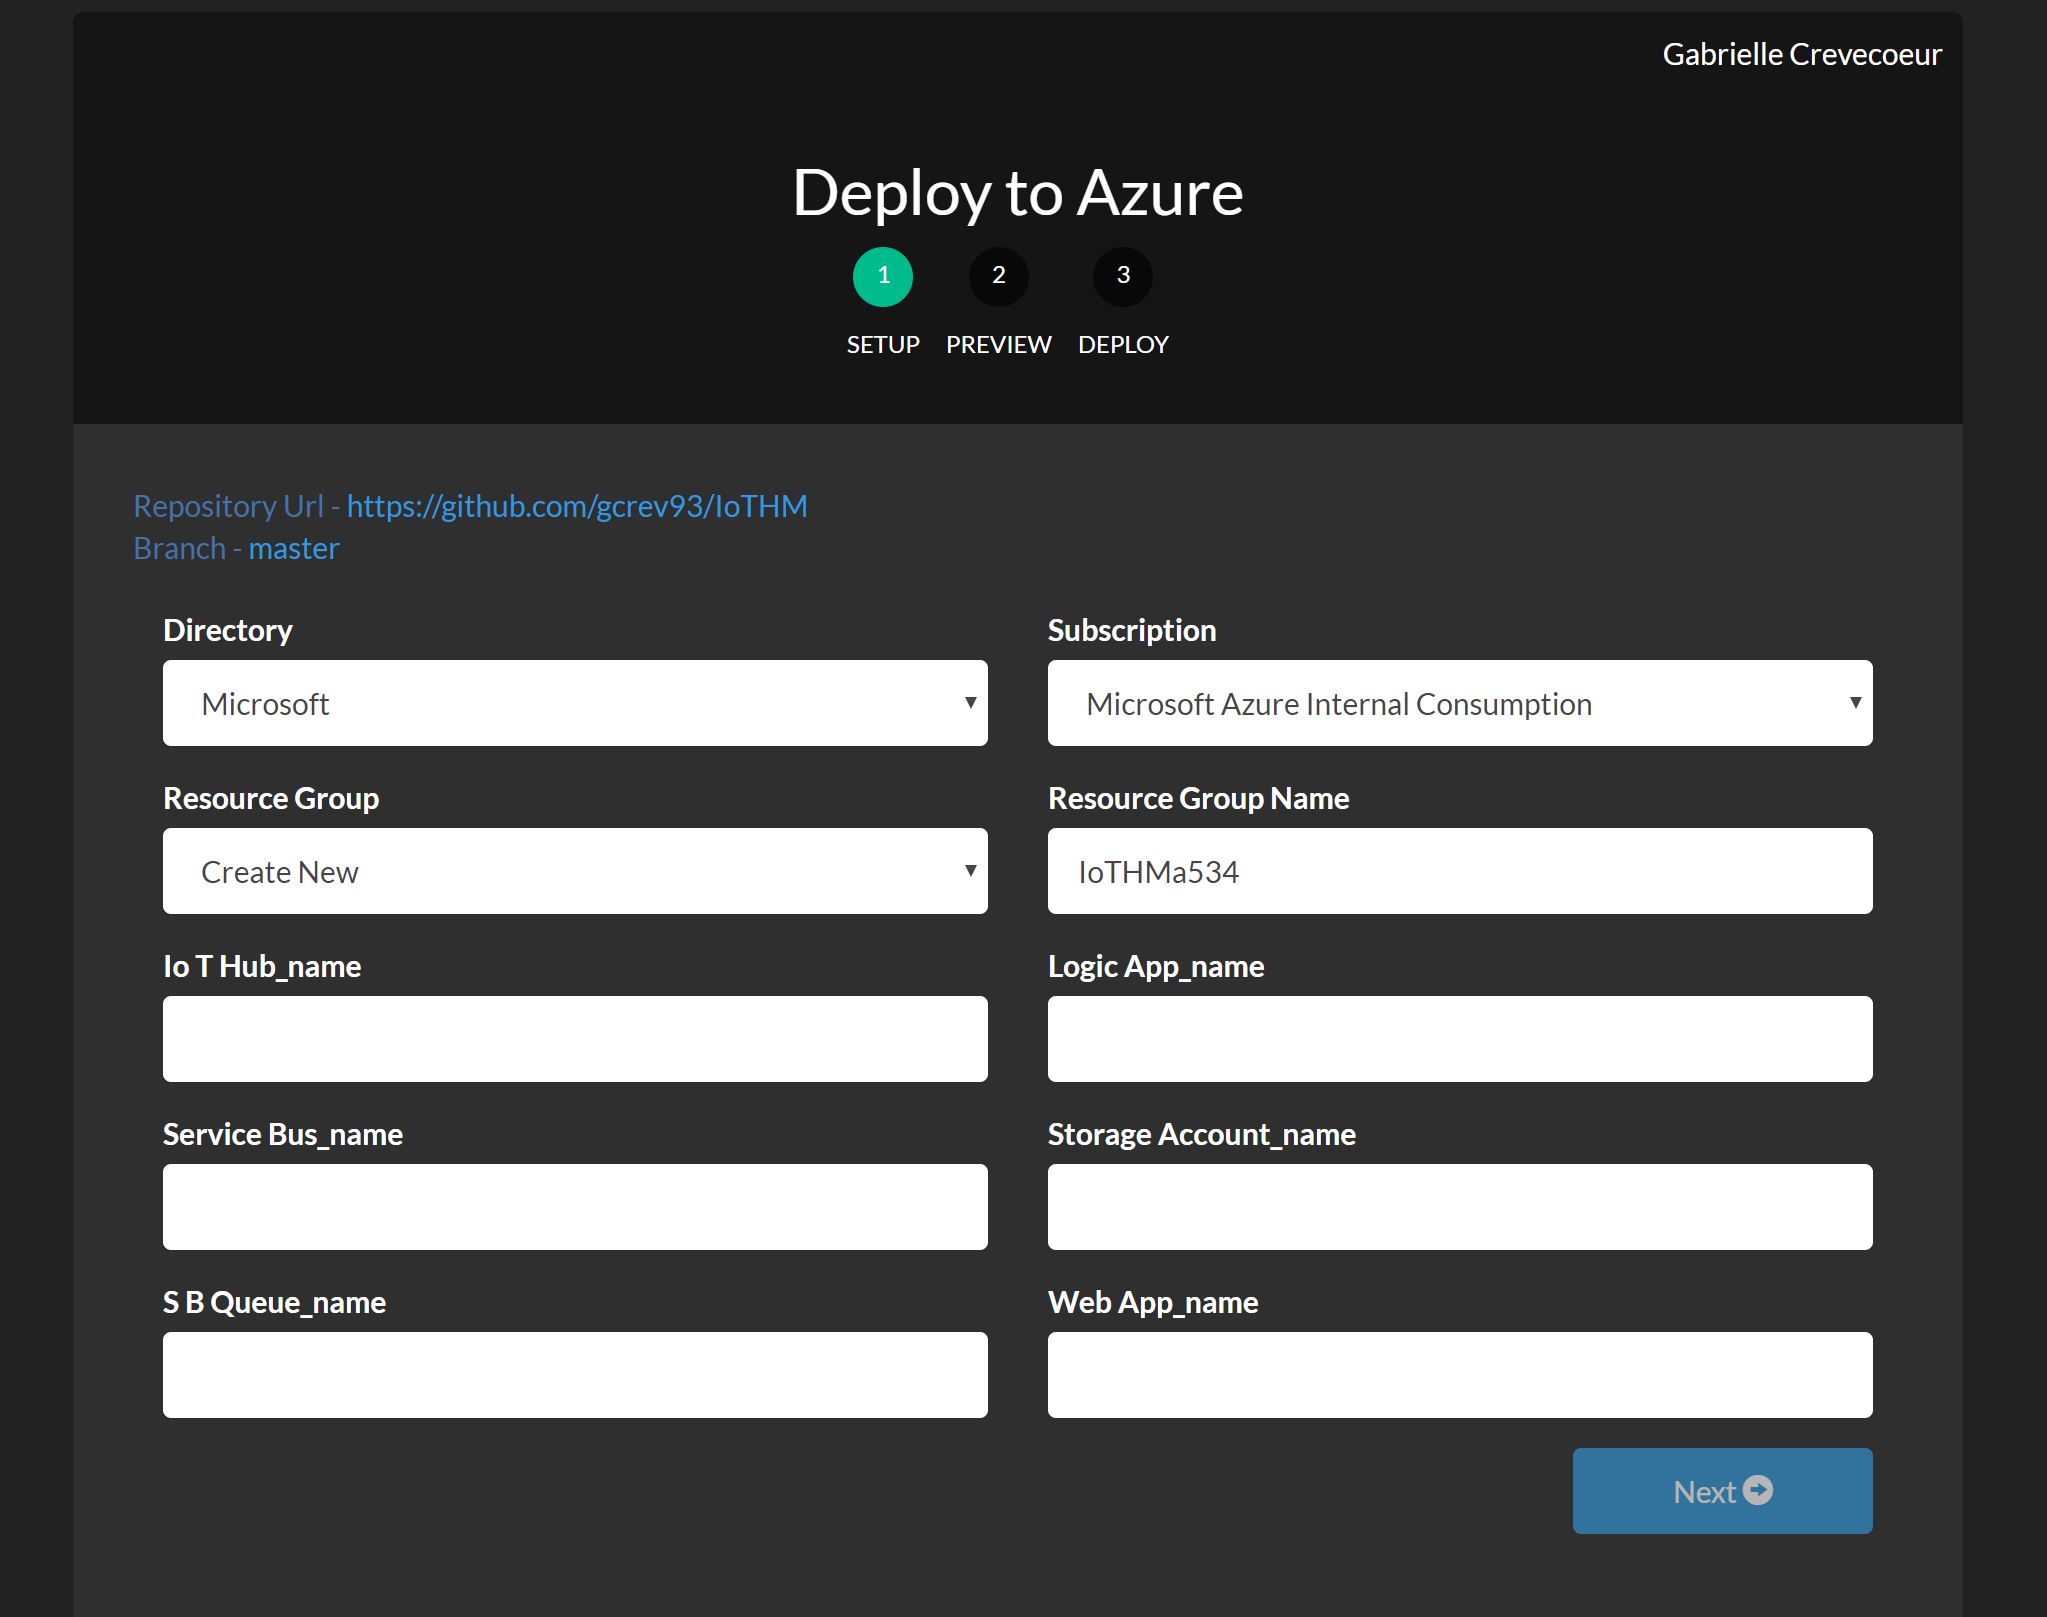 Gabrielle Crevecoeur
Deploy to Azure
1 2 3
SETUP PREVIEW DEPLOY
Repository Url - https://github.com/gcrev93/IoTHM
Branch - master
Directory Subscription
Microsoft Microsoft Azure Internal Consumption
Resource Group Resource Group Name
Create New IoTHMa534
Io T Hub_name Logic App_name
Service Bus_name Storage Account_name
S B Queue_name Web App_name
Next